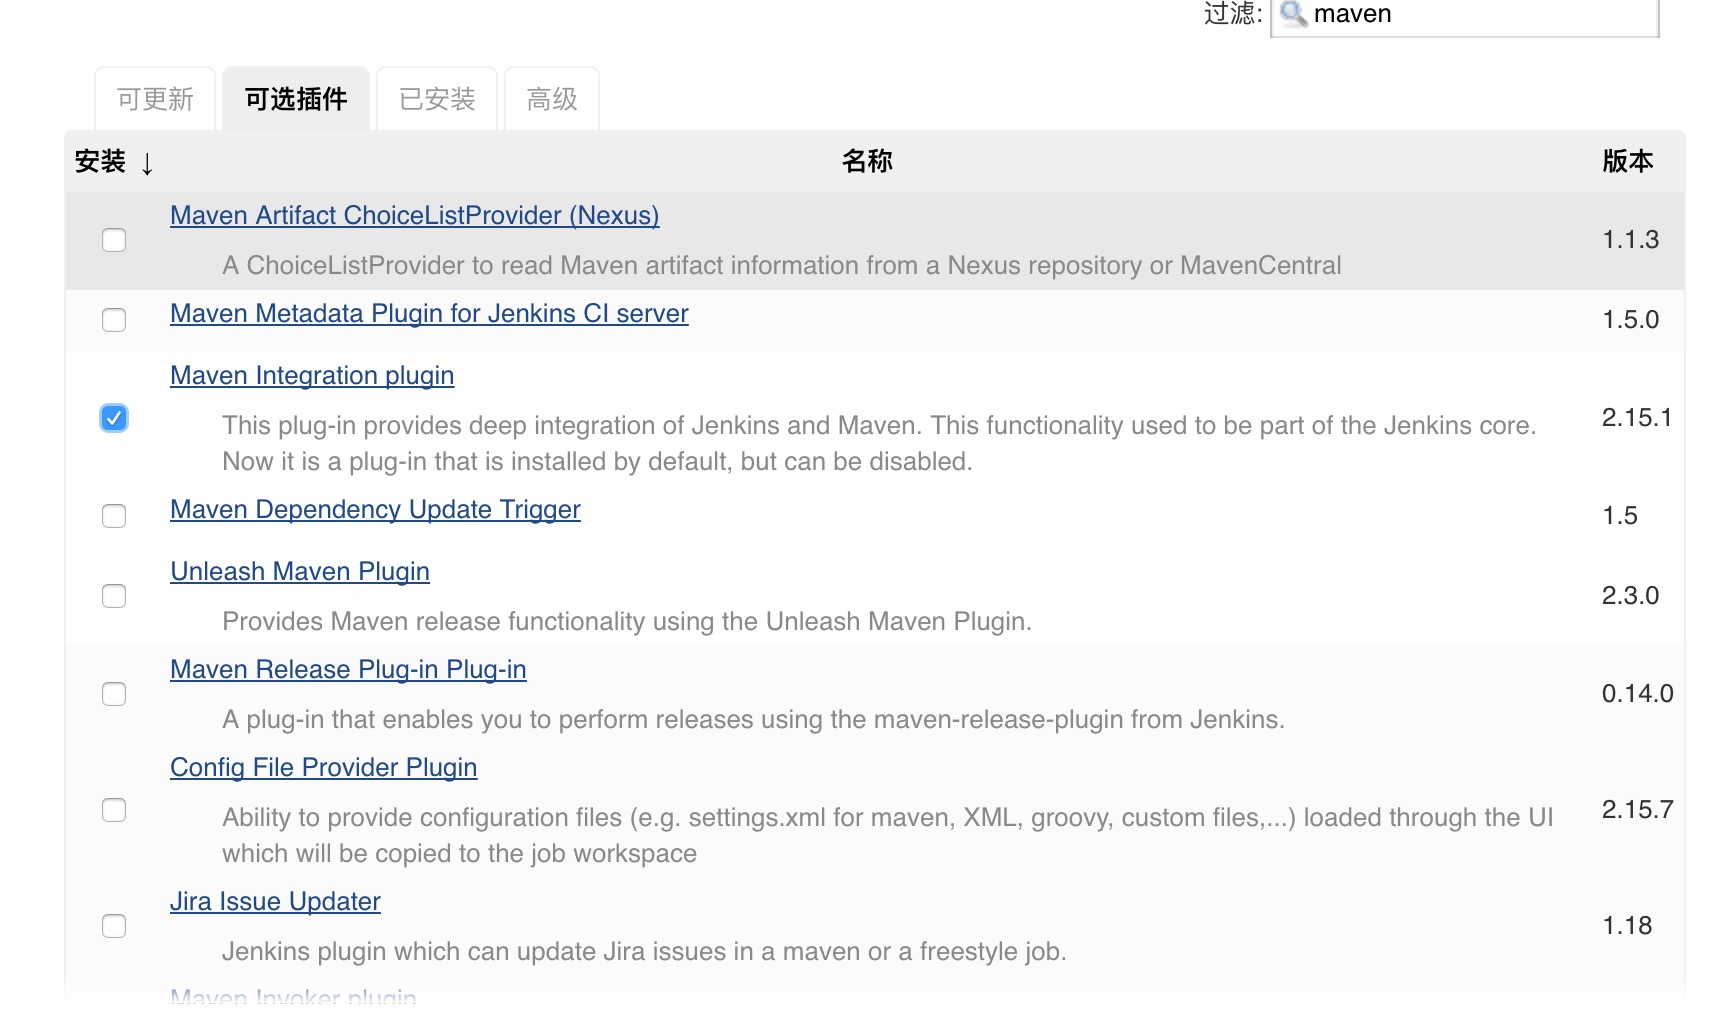 过滤: maven
可更新 可选插件 已安装 高级
安装 ↓ 名称 版本
Maven Artifact ChoiceListProvider (Nexus)
A ChoiceListProvider to read Maven artifact information from a Nexus repository or MavenCentral
1.1.3
Maven Metadata Plugin for Jenkins CI server
1.5.0
Maven Integration plugin
This plug-in provides deep integration of Jenkins and Maven. This functionality used to be part of the Jenkins core.
Now it is a plug-in that is installed by default, but can be disabled.
2.15.1
Maven Dependency Update Trigger
1.5
Unleash Maven Plugin
Provides Maven release functionality using the Unleash Maven Plugin.
2.3.0
Maven Release Plug-in Plug-in
A plug-in that enables you to perform releases using the maven-release-plugin from Jenkins.
0.14.0
Config File Provider Plugin
Ability to provide configuration files (e.g. settings.xml for maven, XML, groovy, custom files,...) loaded through the UI
which will be copied to the job workspace
2.15.7
Jira Issue Updater
Jenkins plugin which can update Jira issues in a maven or a freestyle job.
1.18
Maven Invoker plugin